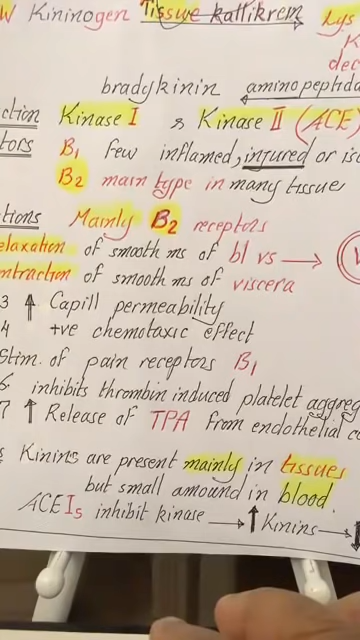 W Kininogen Tissue kallikrem Lys
K
dec
bradykinin aminopeptida
ction Kinase I & Kinase II (ACE
tors B1 Few inflamed, injured or isc
B2 main type in many tissues
tions Mainly B2 receptors
elaxation of smooth ms of bl vs → V
ntraction of smooth ms of viscera
3 ↑ Capill permeability
4 +ve chemotaxic effect
Stim. of pain receptors B1
6 inhibits thrombin induced platelet aggreg
7 ↑ Release of TPA from endothelial c
s Kinins are present mainly in tissues
but small amound in blood.
ACEIs inhibit kinase → ↑ Kinins →